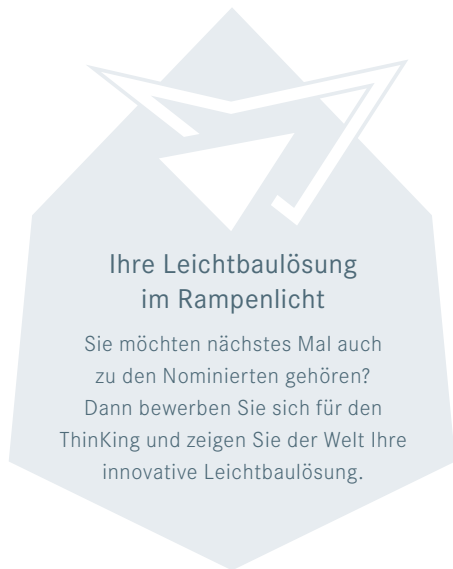 Ihre Leichtbaulösung
im Rampenlicht
Sie möchten nächstes Mal auch
zu den Nominierten gehören?
Dann bewerben Sie sich für den
ThinKing und zeigen Sie der Welt Ihre
innovative Leichtbaulösung.